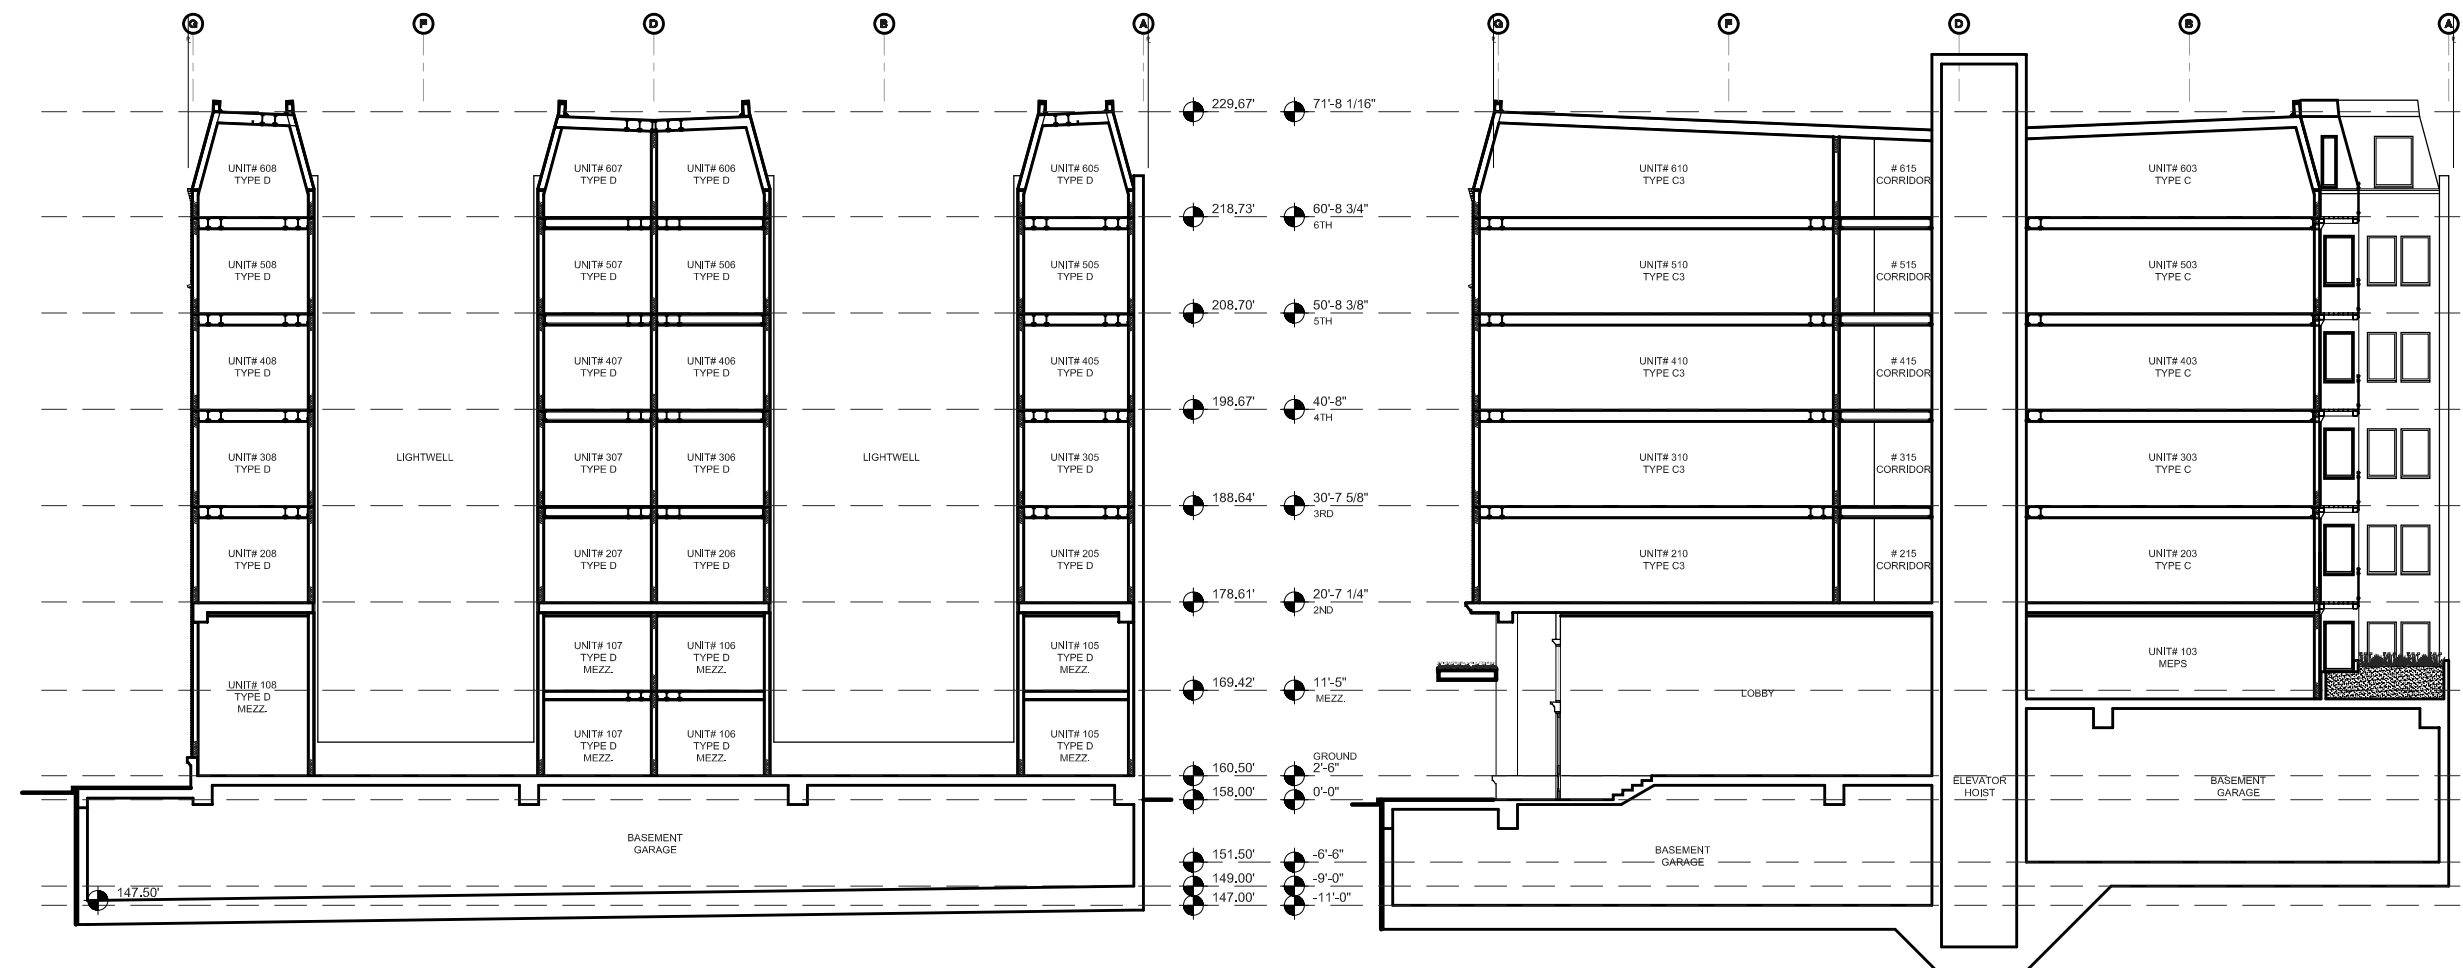 G F D B A G F D B A
229.67' 71'-8 1/16"
UNIT# 608
TYPE D
UNIT# 607
TYPE D
UNIT# 606
TYPE D
UNIT# 605
TYPE D
UNIT# 610
TYPE C3
# 615
CORRIDOR
UNIT# 603
TYPE C
218.73' 60'-8 3/4"
6TH
UNIT# 508
TYPE D
UNIT# 507
TYPE D
UNIT# 506
TYPE D
UNIT# 505
TYPE D
UNIT# 510
TYPE C3
# 515
CORRIDOR
UNIT# 503
TYPE C
208.70' 50'-8 3/8"
5TH
UNIT# 408
TYPE D
UNIT# 407
TYPE D
UNIT# 406
TYPE D
UNIT# 405
TYPE D
UNIT# 410
TYPE C3
# 415
CORRIDOR
UNIT# 403
TYPE C
198.67' 40'-8"
4TH
UNIT# 308
TYPE D
LIGHTWELL
UNIT# 307
TYPE D
UNIT# 306
TYPE D
LIGHTWELL
UNIT# 305
TYPE D
UNIT# 310
TYPE C3
# 315
CORRIDOR
UNIT# 303
TYPE C
188.64' 30'-7 5/8"
3RD
UNIT# 208
TYPE D
UNIT# 207
TYPE D
UNIT# 206
TYPE D
UNIT# 205
TYPE D
UNIT# 210
TYPE C3
# 215
CORRIDOR
UNIT# 203
TYPE C
178.61' 20'-7 1/4"
2ND
UNIT# 107
TYPE D
MEZZ.
UNIT# 106
TYPE D
MEZZ.
UNIT# 105
TYPE D
MEZZ.
UNIT# 103
MEPS
UNIT# 108
TYPE D
MEZZ.
169.42' 11'-5"
MEZZ.
LOBBY
UNIT# 107
TYPE D
MEZZ.
UNIT# 106
TYPE D
MEZZ.
UNIT# 105
TYPE D
MEZZ.
GROUND
160.50' 2'-6"
158.00' 0'-0"
ELEVATOR
HOIST
BASEMENT
GARAGE
BASEMENT
GARAGE
BASEMENT
GARAGE
151.50' -6'-6"
149.00' -9'-0"
147.50'
147.00' -11'-0"